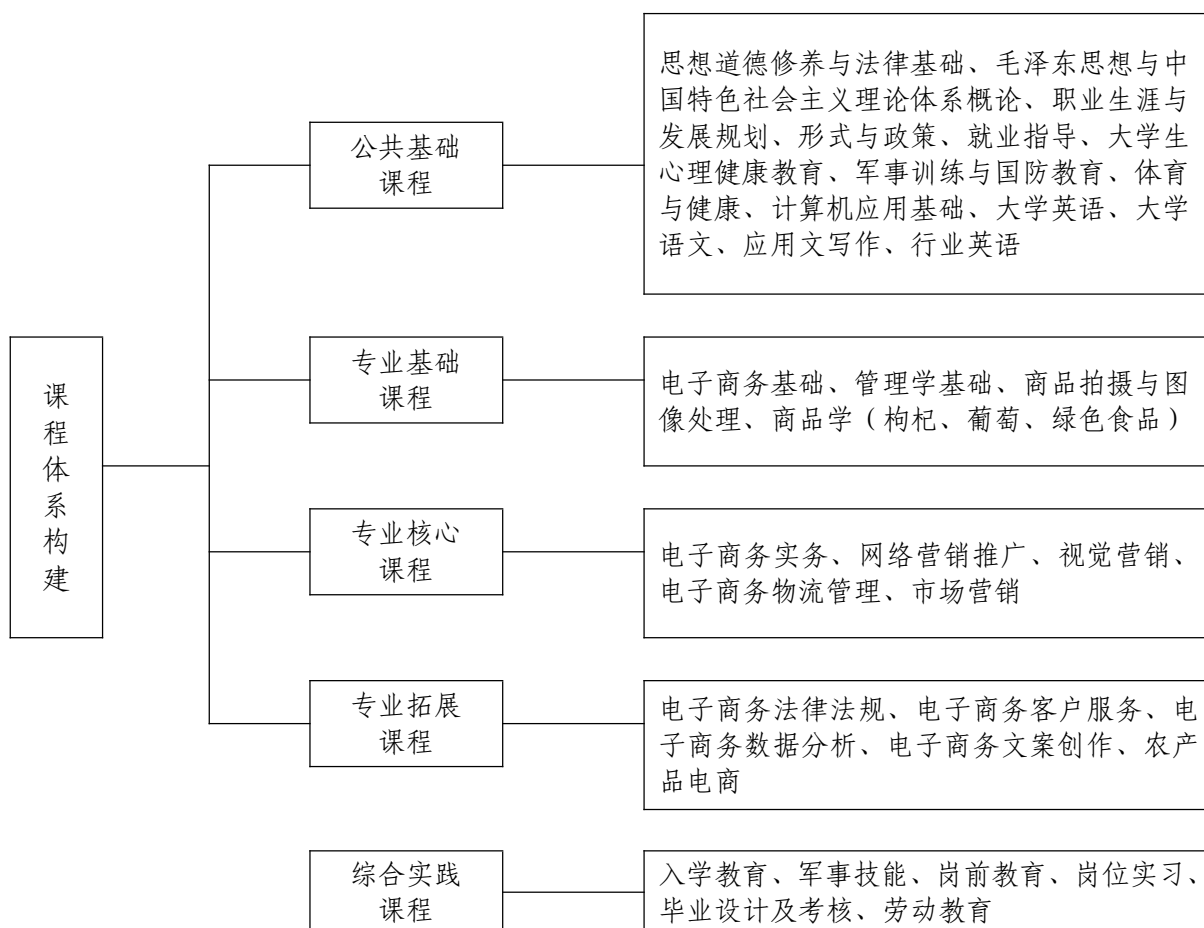 课
程
体
系
构
建
公共基础
课程
思想道德修养与法律基础、毛泽东思想与中
国特色社会主义理论体系概论、职业生涯与
发展规划、形式与政策、就业指导、大学生
心理健康教育、军事训练与国防教育、体育
与健康、计算机应用基础、大学英语、大学
语文、应用文写作、行业英语
专业基础
课程
电子商务基础、管理学基础、商品拍摄与图
像处理、商品学（枸杞、葡萄、绿色食品）
专业核心
课程
电子商务实务、网络营销推广、视觉营销、
电子商务物流管理、市场营销
专业拓展
课程
电子商务法律法规、电子商务客户服务、电
子商务数据分析、电子商务文案创作、农产
品电商
综合实践
课程
入学教育、军事技能、岗前教育、岗位实习、
毕业设计及考核、劳动教育